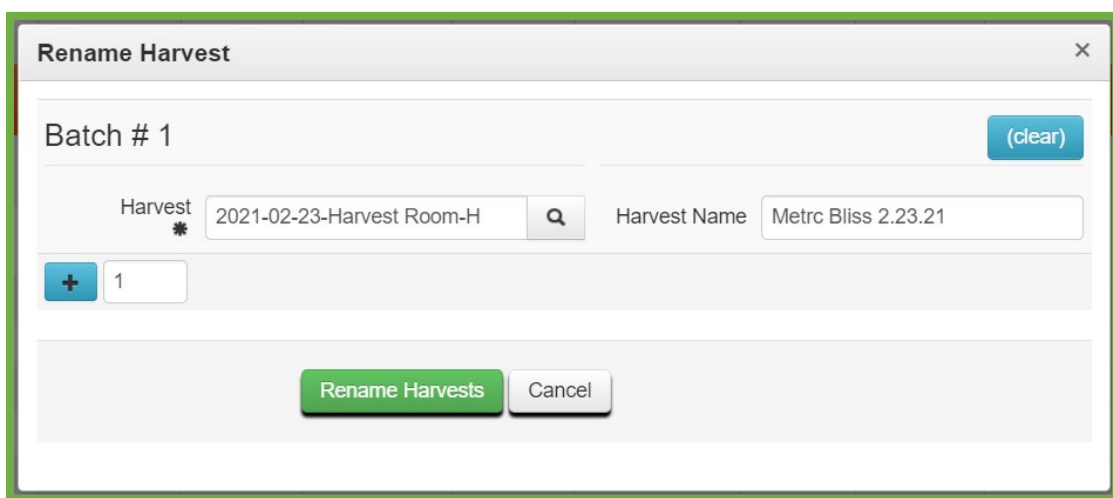 Rename Harvest ×
Batch # 1 (clear)
Harvest 2021-02-23-Harvest Room-H Harvest Name Metrc Bliss 2.23.21
+ 1
Rename Harvests Cancel